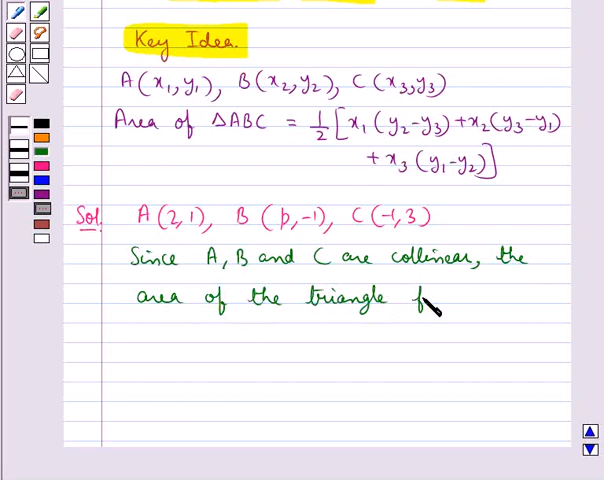 Key Idea.
A(x₁,y₁), B(x₂,y₂), C(x₃,y₃)
Area of ΔABC = 1/2 [x₁(y₂-y₃)+x₂(y₃-y₁)
+ x₃(y₁-y₂)]
Sol. A(2,1), B(p,-1), C(-1,3)
Since A, B and C are collinear, the
area of the triangle f